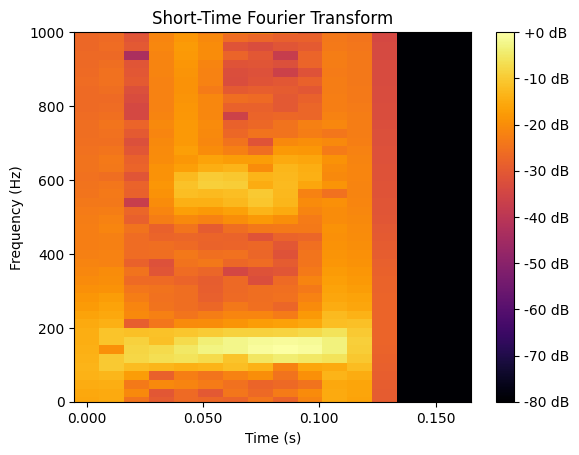 Short-Time Fourier Transform
1000
800
600
400
200
0
Frequency (Hz)
0.000
0.050
0.100
0.150
Time (s)
+0 dB
-10 dB
-20 dB
-30 dB
-40 dB
-50 dB
-60 dB
-70 dB
-80 dB